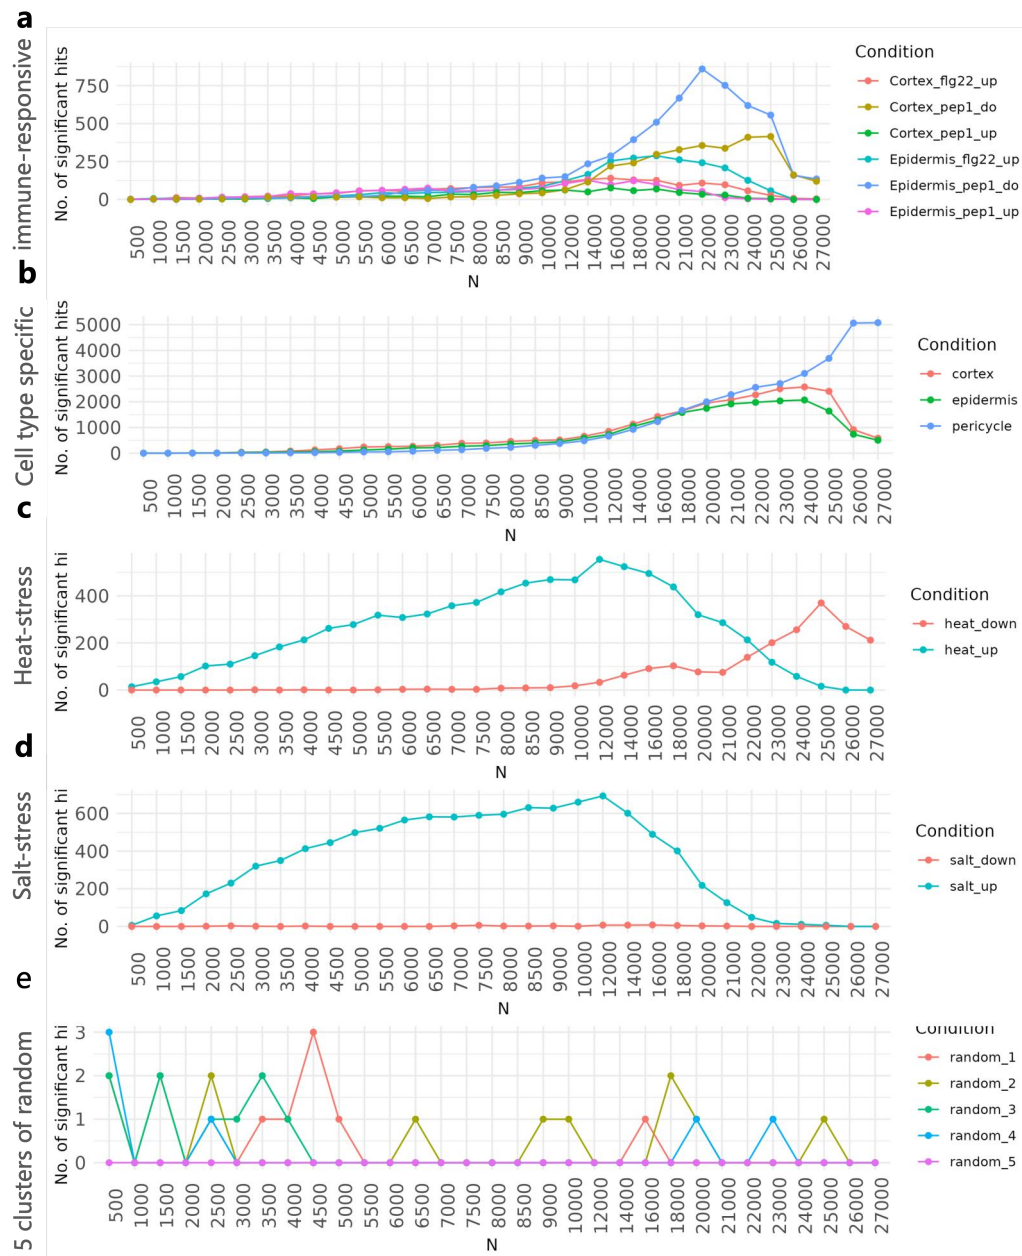 a
immune-responsive
No. of significant hits
750
500
250
0
500 1000 1500 2000 2500 3000 3500 4000 4500 5000 5500 6000 6500 7000 7500 8000 8500 9000 10000 12000 14000 16000 18000 20000 21000 22000 23000 24000 25000 26000 27000
N
Condition
Cortex_flg22_up
Cortex_pep1_do
Cortex_pep1_up
Epidermis_flg22_up
Epidermis_pep1_do
Epidermis_pep1_up
b
Cell type specific
No. of significant hits
5000
4000
3000
2000
1000
0
500 1000 1500 2000 2500 3000 3500 4000 4500 5000 5500 6000 6500 7000 7500 8000 8500 9000 10000 12000 14000 16000 18000 20000 21000 22000 23000 24000 25000 26000 27000
N
Condition
cortex
epidermis
pericycle
c
Heat-stress
No. of significant hi
400
200
0
500 1000 1500 2000 2500 3000 3500 4000 4500 5000 5500 6000 6500 7000 7500 8000 8500 9000 10000 12000 14000 16000 18000 20000 21000 22000 23000 24000 25000 26000 27000
N
Condition
heat_down
heat_up
d
Salt-stress
No. of significant hi
600
400
200
0
500 1000 1500 2000 2500 3000 3500 4000 4500 5000 5500 6000 6500 7000 7500 8000 8500 9000 10000 12000 14000 16000 18000 20000 21000 22000 23000 24000 25000 26000 27000
N
Condition
salt_down
salt_up
e
5 clusters of random
No. of significant hi
3
2
1
0
500 1000 1500 2000 2500 3000 3500 4000 4500 5000 5500 6000 6500 7000 7500 8000 8500 9000 10000 12000 14000 16000 18000 20000 21000 22000 23000 24000 25000 26000 27000
N
Condition
random_1
random_2
random_3
random_4
random_5